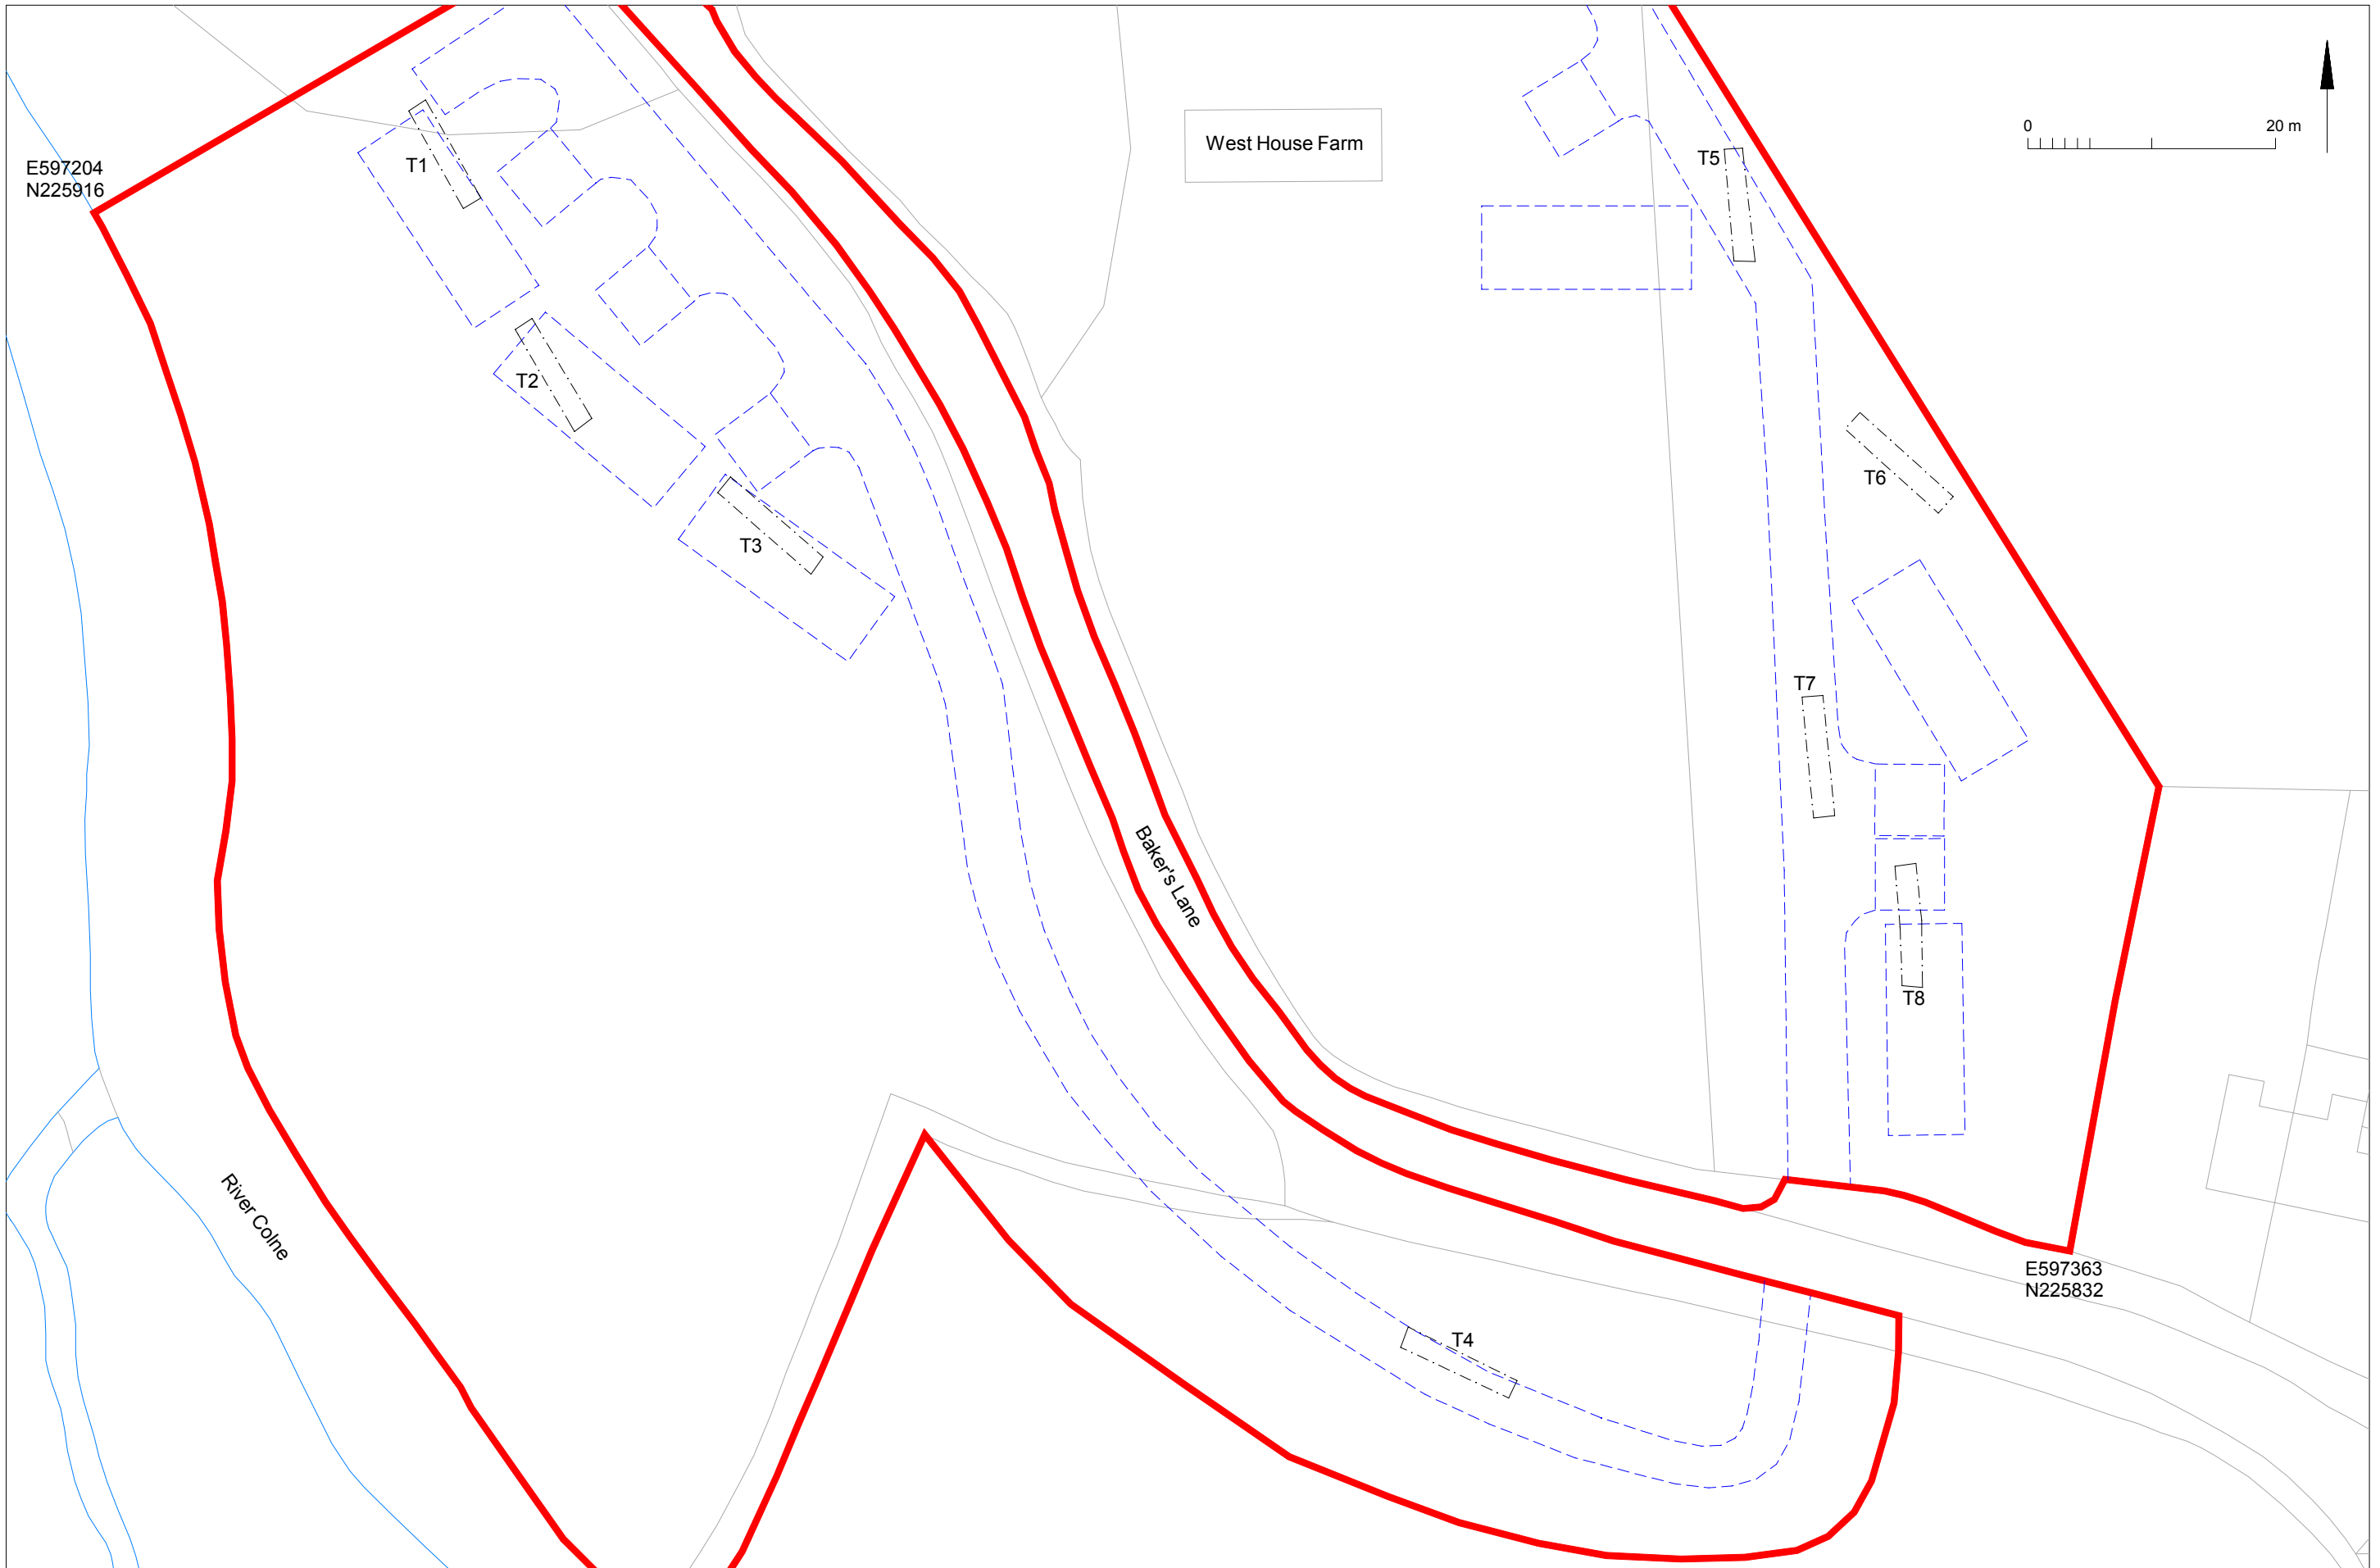 0
20 m
West House Farm
T5
T1
E597204
N225916
T2
T6
T3
T7
Baker's Lane
T8
River Colne
E597363
N225832
T4